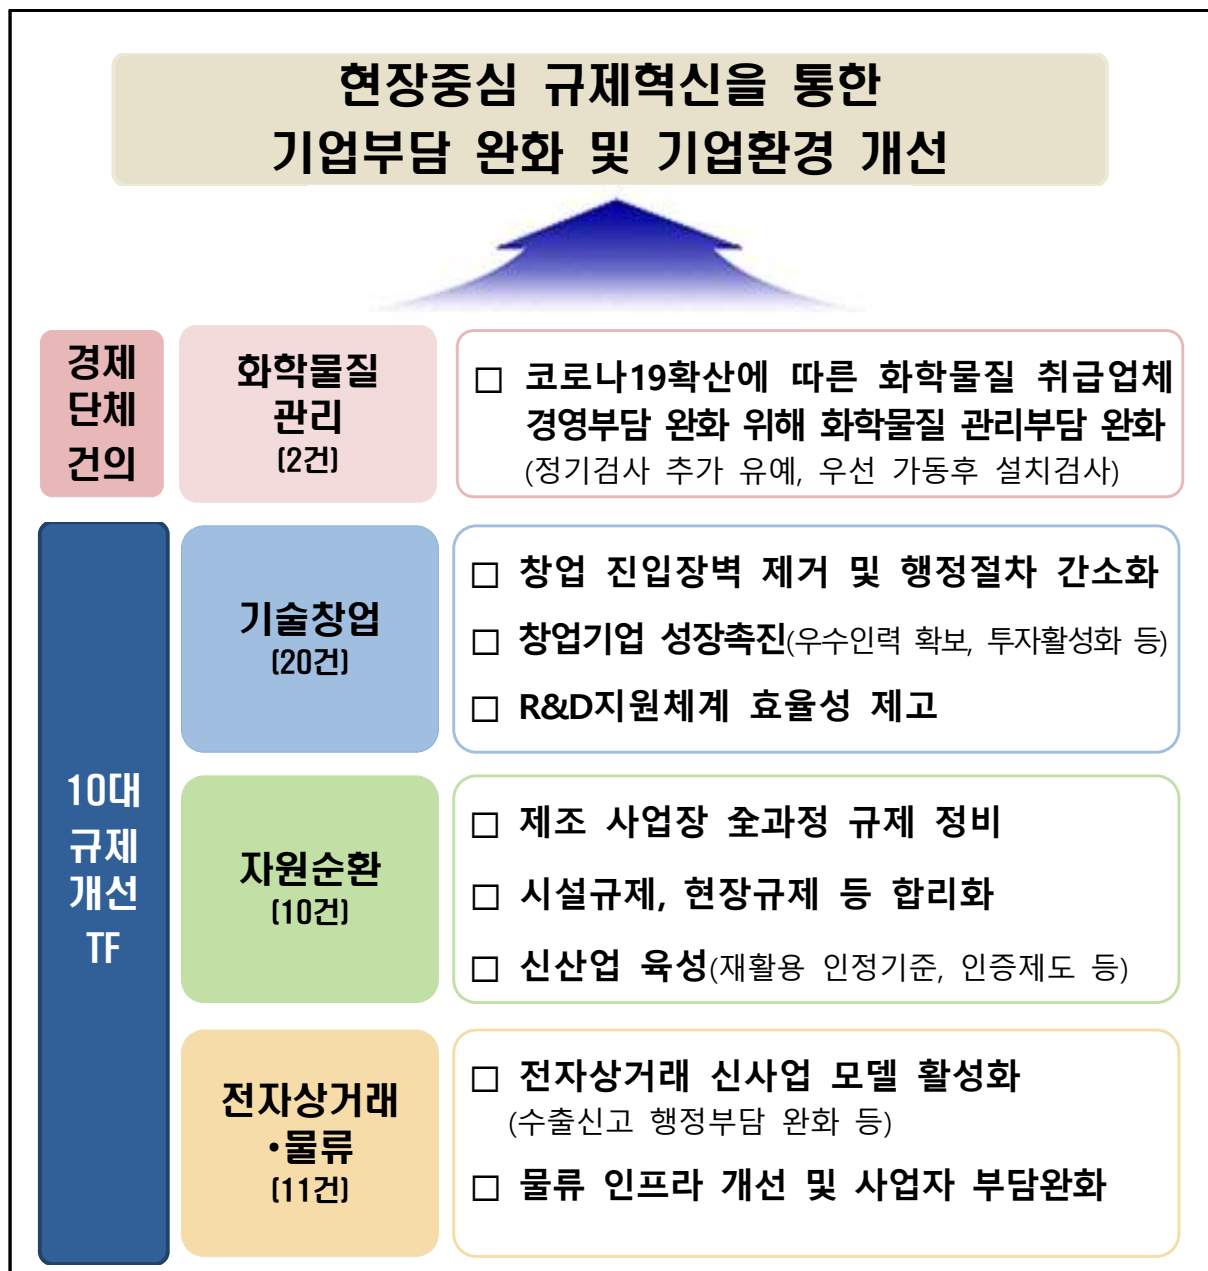 현장중심 규제혁신을 통한
기업부담 완화 및 기업환경 개선
경제
단체
건의
화학물질
관리
(2건)
□ 코로나19확산에 따른 화학물질 취급업체
경영부담 완화 위해 화학물질 관리부담 완화
(정기검사 추가 유예, 우선 가동후 설치검사)
10대
규제
개선
TF
기술창업
(20건)
□ 창업 진입장벽 제거 및 행정절차 간소화
□ 창업기업 성장촉진(우수인력 확보, 투자활성화 등)
□ R&D지원체계 효율성 제고
자원순환
(10건)
□ 제조 사업장 全과정 규제 정비
□ 시설규제, 현장규제 등 합리화
□ 신산업 육성(재활용 인정기준, 인증제도 등)
전자상거래
·물류
(11건)
□ 전자상거래 신사업 모델 활성화
(수출신고 행정부담 완화 등)
□ 물류 인프라 개선 및 사업자 부담완화